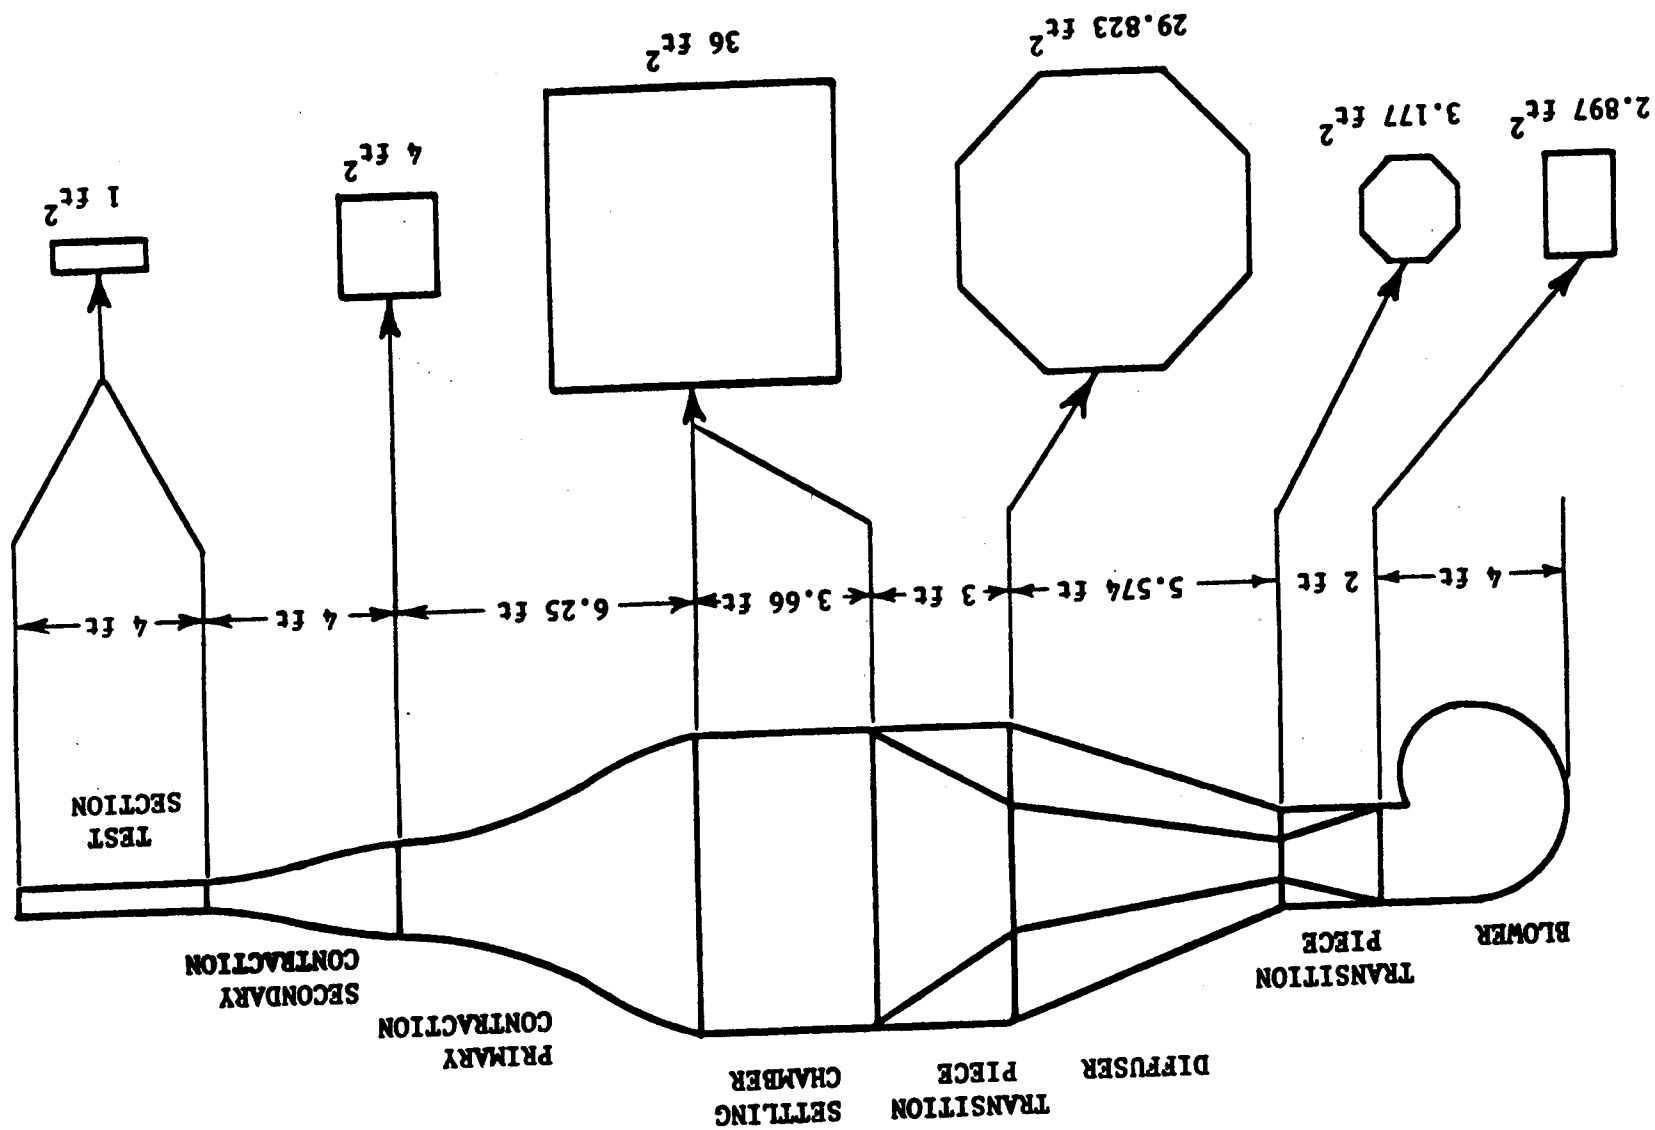 BLOWER
TRANSITION
PIECE
DIFFUSER
TRANSITION
PIECE
SETTLING
CHAMBER
PRIMARY
CONTRACTION
SECONDARY
CONTRACTION
TEST
SECTION
4 ft
2 ft
5.574 ft
3 ft
3.66 ft
6.25 ft
4 ft
4 ft
2.897 ft²
3.177 ft²
29.823 ft²
36 ft²
4 ft²
1 ft²